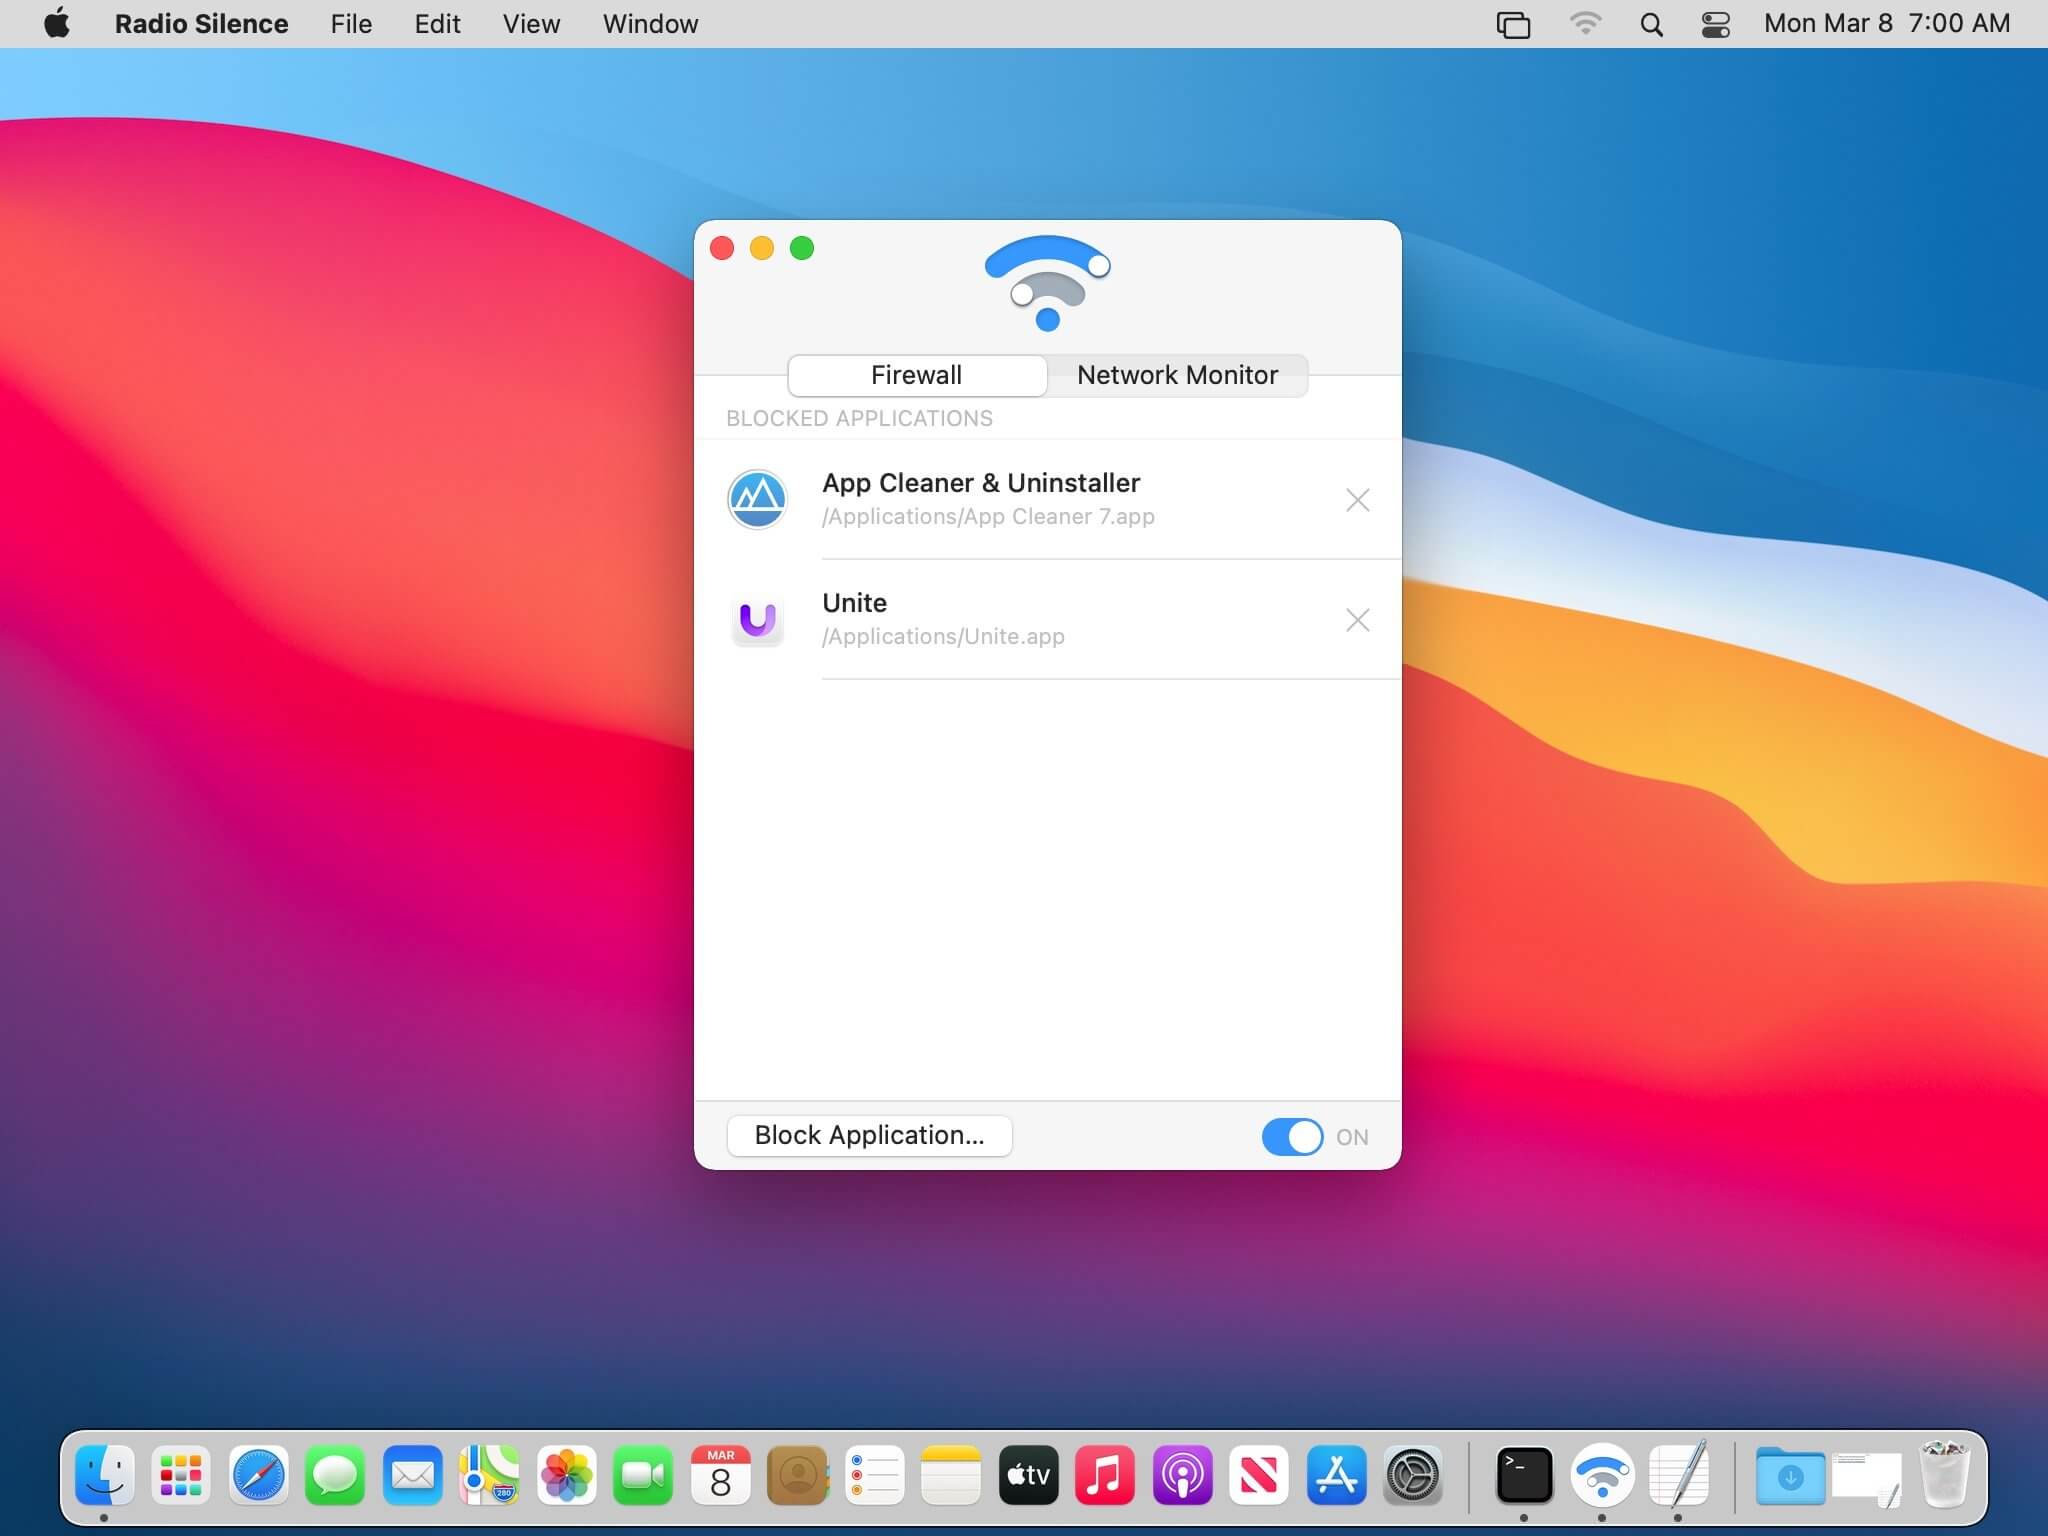 Radio Silence File Edit View Window Mon Mar 8 7:00 AM
Firewall Network Monitor
BLOCKED APPLICATIONS
App Cleaner & Uninstaller
/Applications/App Cleaner 7.app
Unite
/Applications/Unite.app
Block Application... ON
MAR
8
280
tv
>_